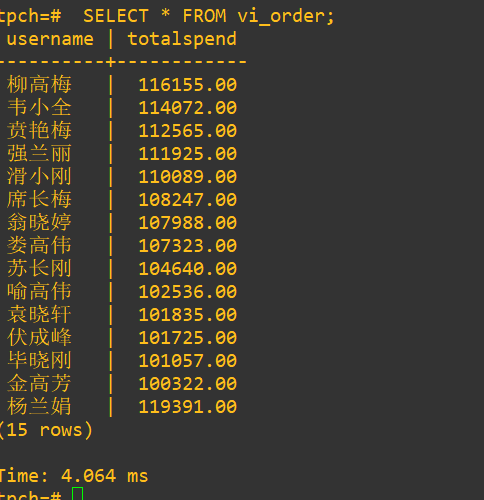 tpch=#  SELECT * FROM vi_order;
 username | totalspend
----------+------------
 柳高梅   |  116155.00
 韦小全   |  114072.00
 贲艳梅   |  112565.00
 强兰丽   |  111925.00
 滑小刚   |  110089.00
 席长梅   |  108247.00
 翁晓婷   |  107988.00
 娄高伟   |  107323.00
 苏长刚   |  104640.00
 喻高伟   |  102536.00
 袁晓轩   |  101835.00
 伏成峰   |  101725.00
 毕晓刚   |  101057.00
 金高芳   |  100322.00
 杨兰娟   |  119391.00
(15 rows)
Time: 4.064 ms
tpch=#